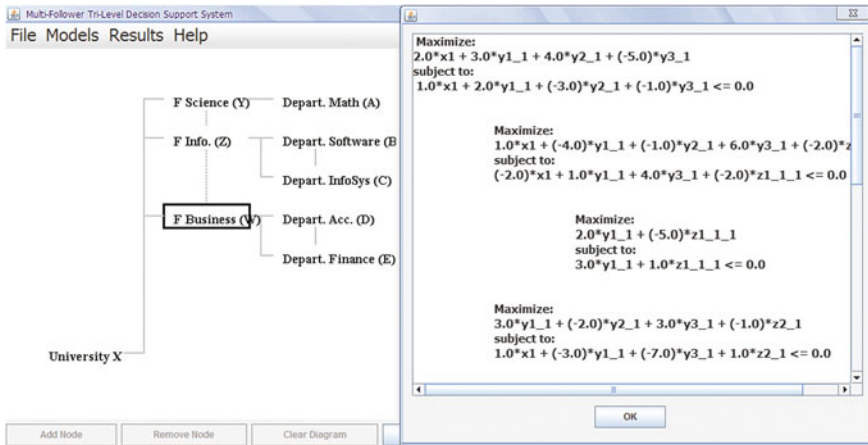 Multi-Follower Tri-Level Decision Support System
File Models Results Help
F Science (Y) Depart. Math (A)
F Info. (Z) Depart. Software (B
Depart. InfoSys (C)
F Business (W) Depart. Acc. (D)
Depart. Finance (E)
University X
Add Node Remove Node Clear Diagram
Maximize:
2.0*x1 + 3.0*y1_1 + 4.0*y2_1 + (-5.0)*y3_1
subject to:
1.0*x1 + 2.0*y1_1 + (-3.0)*y2_1 + (-1.0)*y3_1 <= 0.0
Maximize:
1.0*x1 + (-4.0)*y1_1 + (-1.0)*y2_1 + 6.0*y3_1 + (-2.0)*z
subject to:
(-2.0)*x1 + 1.0*y1_1 + 4.0*y3_1 + (-2.0)*z1_1_1 <= 0.0
Maximize:
2.0*y1_1 + (-5.0)*z1_1_1
subject to:
3.0*y1_1 + 1.0*z1_1_1 <= 0.0
Maximize:
3.0*y1_1 + (-2.0)*y2_1 + 3.0*y3_1 + (-1.0)*z2_1
subject to:
1.0*x1 + (-3.0)*y1_1 + (-7.0)*y3_1 + 1.0*z2_1 <= 0.0
OK